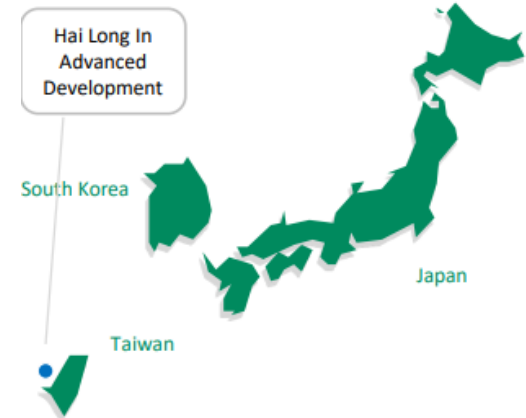 Hai Long In
Advanced
Development
South Korea
Japan
Taiwan